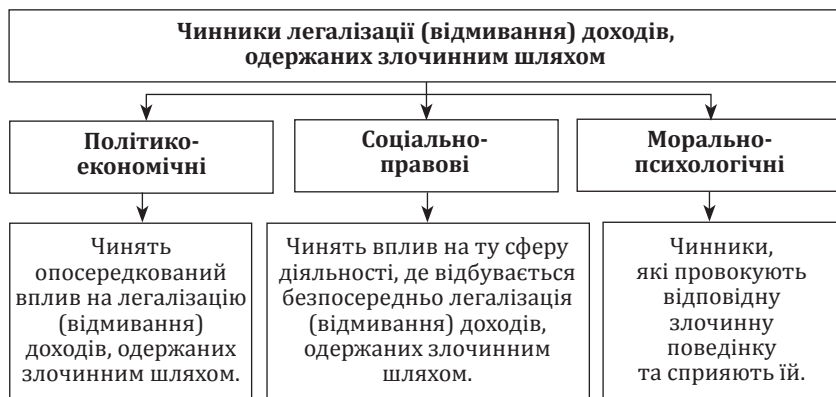 Чинники легалізації (відмивання) доходів,
одержаних злочинним шляхом
Політико-
економічні
Соціально-
правові
Морально-
психологічні
Чинять
опосередкований
вплив на легалізацію
(відмивання)
доходів, одержаних
злочинним шляхом.
Чинять вплив на ту сферу
діяльності, де відбувається
безпосередньо легалізація
(відмивання) доходів,
одержаних злочинним
шляхом.
Чинники,
які провокують
відповідну
злочинну
поведінку
та сприяють їй.